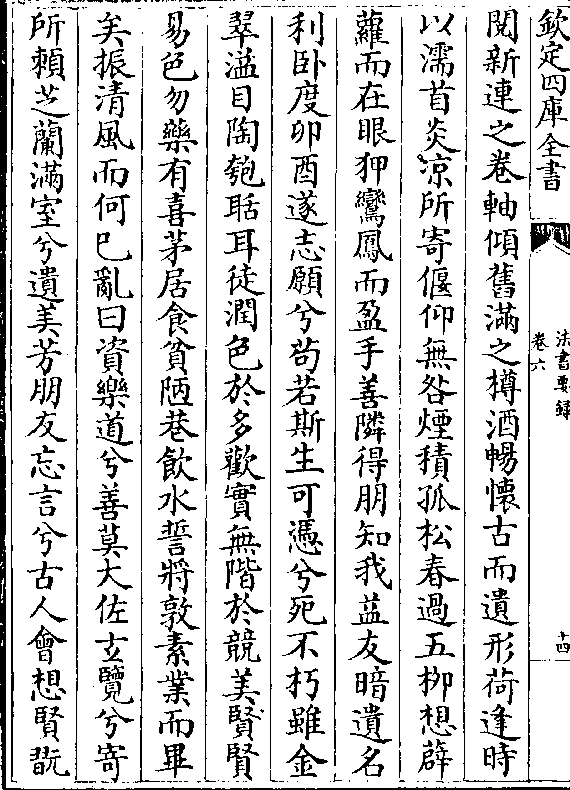 欽定四庫全書
法書要錄
卷六
十四
閱新連之卷軸傾舊滿之樽酒暢懷古而遺形荷逢時
以濡首炎涼所寄偃仰無咎煙積孤松春過五柳想薜
蘿而在眼狎鸞鳳而盈手善隣得朋知我益友暗遺名
利卧度卯酉遂志願兮苟若斯生可憑兮死不朽雖金
翠溢目陶匏聒耳徒潤色於多歡實無階於競美賢賢
易色勿藥有喜茅居食貧陋巷飲水誓將敦素業而畢
矣振清風而何巳亂曰資樂道兮善莫大佐玄覽兮寄
所賴芝蘭滿室兮遺美芳朋友忘言兮古人會想賢翫